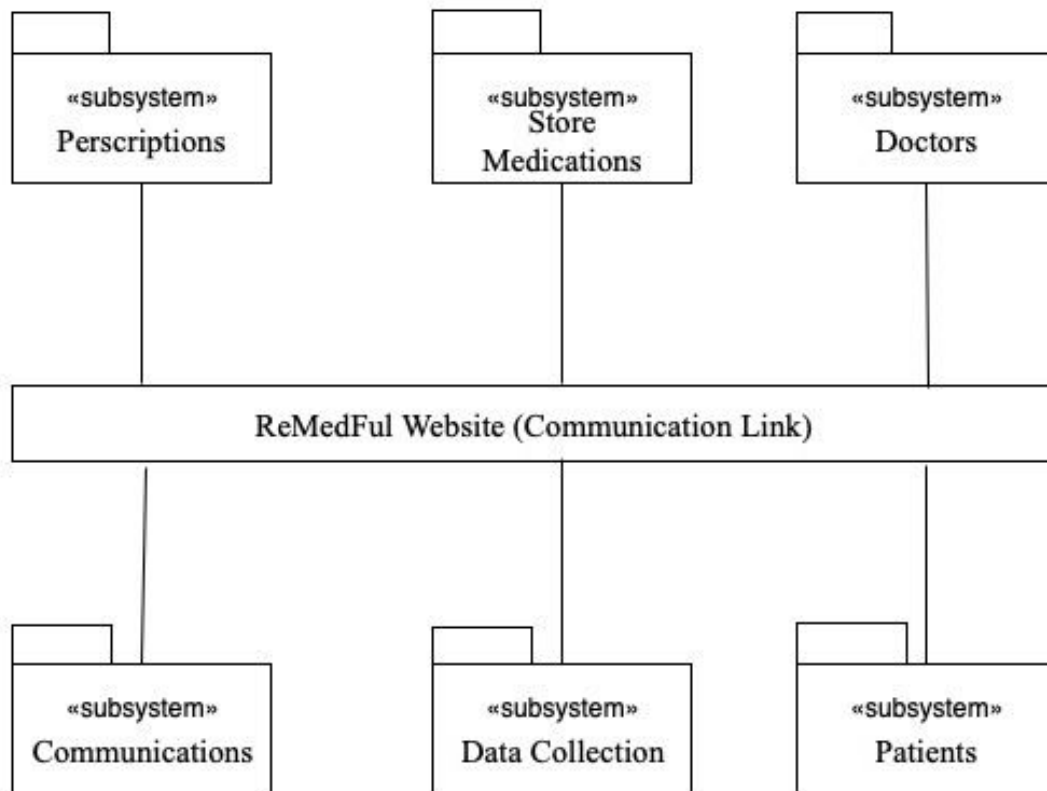 «subsystem»
Perscriptions
«subsystem»
Store
Medications
«subsystem»
Doctors
ReMedFul Website (Communication Link)
«subsystem»
Communications
«subsystem»
Data Collection
«subsystem»
Patients